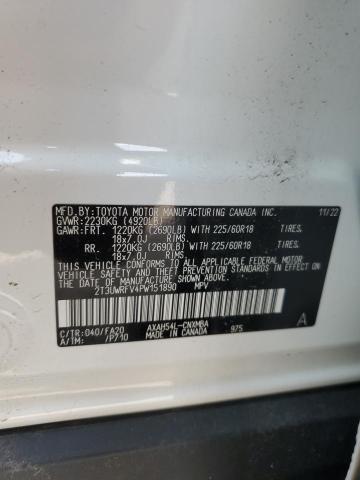 MFD.BY:TOYOTA MOTOR MANUFACTURING CANADA INC. 11/22
GVWR:2230KG (4920LB)
GAWR:FRT. 1220KG (2690LB) WITH 225/60R18 TIRES,
18x7.0J RIMS
RR. 1220KG (2690LB) WITH 225/60R18 TIRES,
18x7.0J RIMS
THIS VEHICLE CONFORMS TO ALL APPLICABLE FEDERAL
MOTOR VEHICLE SAFETY AND THEFT PREVENTION
STANDARDS IN EFFECT ON THE DATE OF
MANUFACTURE SHOWN ABOVE.
2T3UWRFV4PW151890 MPV
C/TR:040/FA20 AXAH54L-CNXMBA A
A/TM: /P710 975